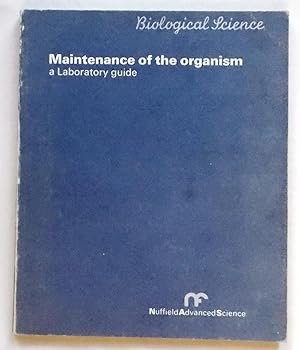 Biological Science
Maintenance of the organism
a Laboratory guide
nf
NuffieldAdvancedScience